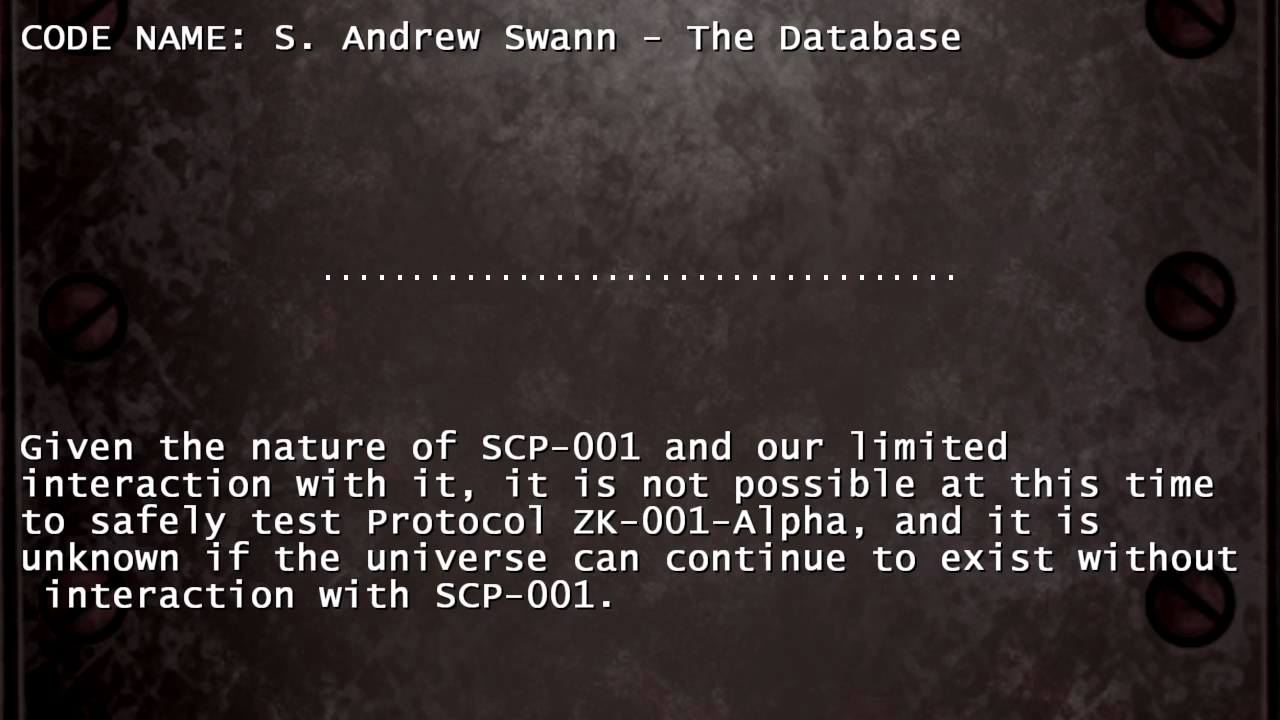 CODE NAME: S. Andrew Swann - The Database
....................................
Given the nature of SCP-001 and our limited
interaction with it, it is not possible at this time
to safely test Protocol ZK-001-Alpha, and it is
unknown if the universe can continue to exist without
interaction with SCP-001.